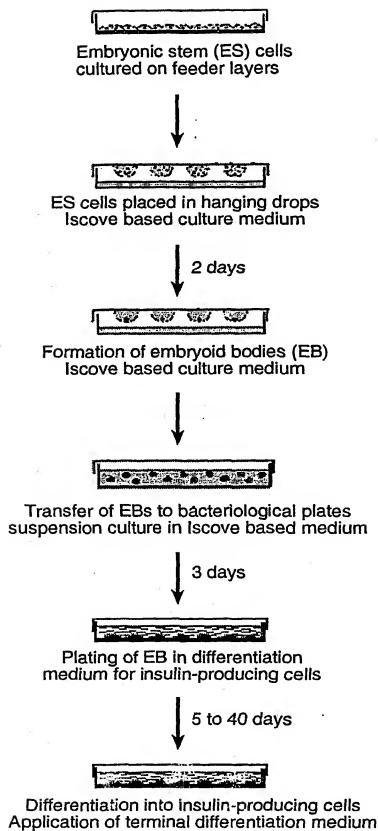 Embryonic stem (ES) cells
cultured on feeder layers
ES cells placed in hanging drops
Iscove based culture medium
2 days
Formation of embryoid bodies (EB)
Iscove based culture medium
Transfer of EBs to bacteriological plates
suspension culture in Iscove based medium
3 days
Plating of EB in differentiation
medium for insulin-producing cells
5 to 40 days
Differentiation into insulin-producing cells
Application of terminal differentiation medium